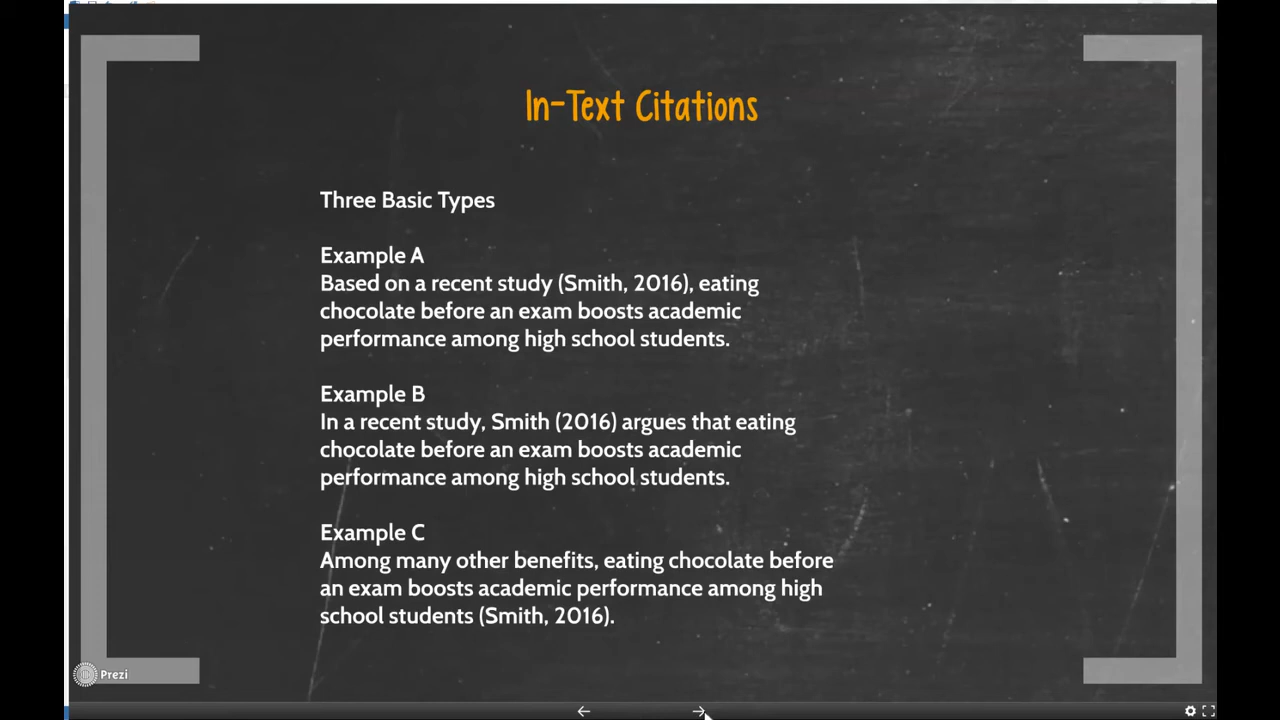 In-Text Citations
Three Basic Types
Example A
Based on a recent study (Smith, 2016), eating
chocolate before an exam boosts academic
performance among high school students.
Example B
In a recent study, Smith (2016) argues that eating
chocolate before an exam boosts academic
performance among high school students.
Example C
Among many other benefits, eating chocolate before
an exam boosts academic performance among high
school students (Smith, 2016).
Prezi